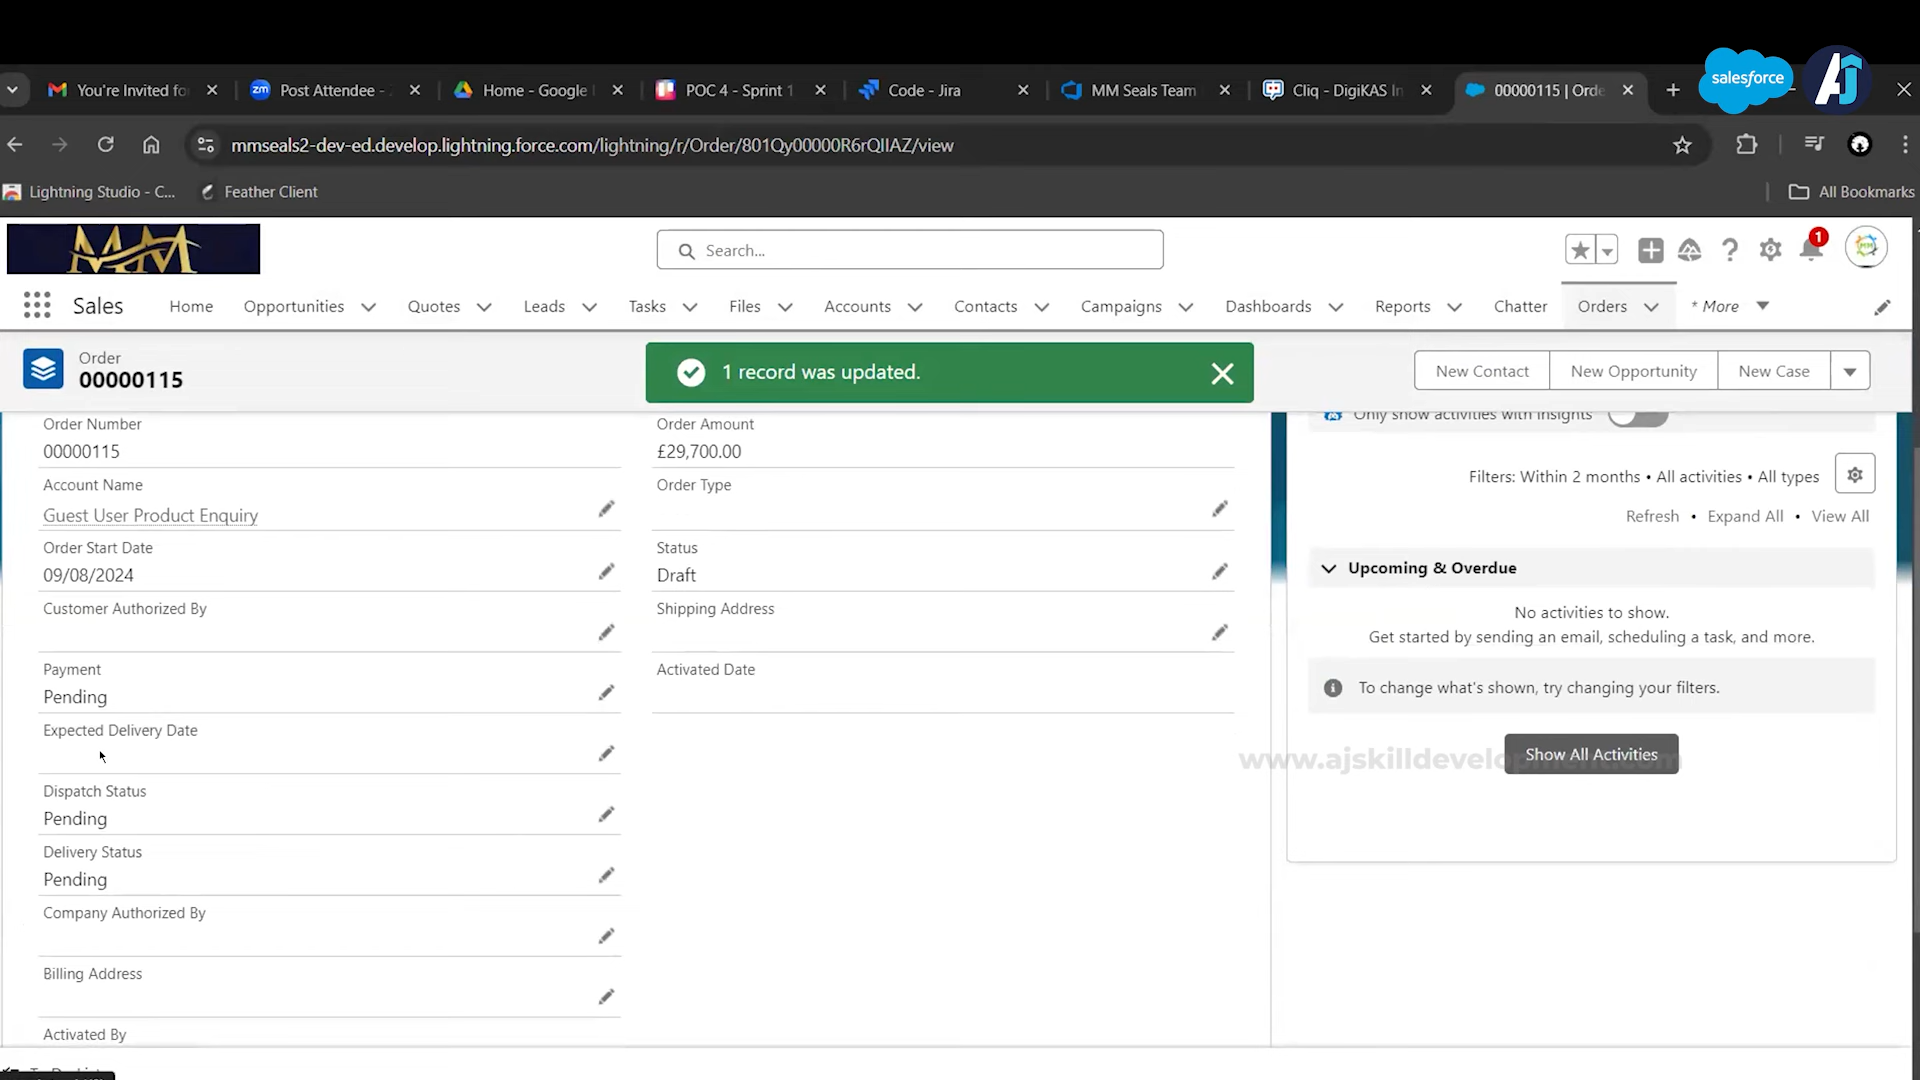 You're Invited fo
Post Attendee -
Home - Google
POC 4 - Sprint 1
Code - Jira
MM Seals Team
Cliq - DigiKAS In
00000115 | Orde
salesforce
AJ
mmseals2-dev-ed.develop.lightning.force.com/lightning/r/Order/801Qy00000R6rQIIAZ/view
Lightning Studio - C...
Feather Client
All Bookmarks
MM
Search...
1
Sales
Home
Opportunities
Quotes
Leads
Tasks
Files
Accounts
Contacts
Campaigns
Dashboards
Reports
Chatter
Orders
* More
Order
00000115
1 record was updated.
New Contact
New Opportunity
New Case
Order Number
00000115
Order Amount
£29,700.00
Account Name
Guest User Product Enquiry
Order Type
Order Start Date
09/08/2024
Status
Draft
Customer Authorized By
Shipping Address
Payment
Pending
Activated Date
Expected Delivery Date
Dispatch Status
Pending
Delivery Status
Pending
Company Authorized By
Billing Address
Activated By
Only show activities with insights
Filters: Within 2 months • All activities • All types
Refresh • Expand All • View All
Upcoming & Overdue
No activities to show.
Get started by sending an email, scheduling a task, and more.
To change what's shown, try changing your filters.
Show All Activities
www.ajskilldevelopment.com